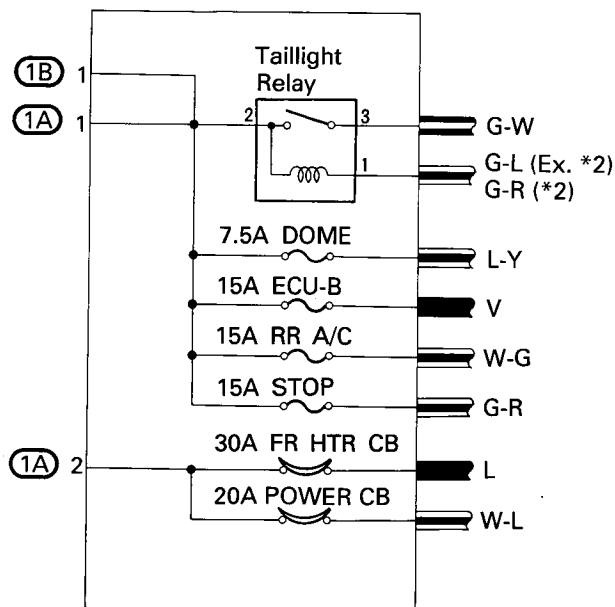 Taillight
Relay
1B 1
1A 1
2 3 G-W
1 G-L (Ex. *2)
G-R (*2)
7.5A DOME
L-Y
15A ECU-B
V
15A RR A/C
W-G
15A STOP
G-R
30A FR HTR CB
1A 2
L
20A POWER CB
W-L